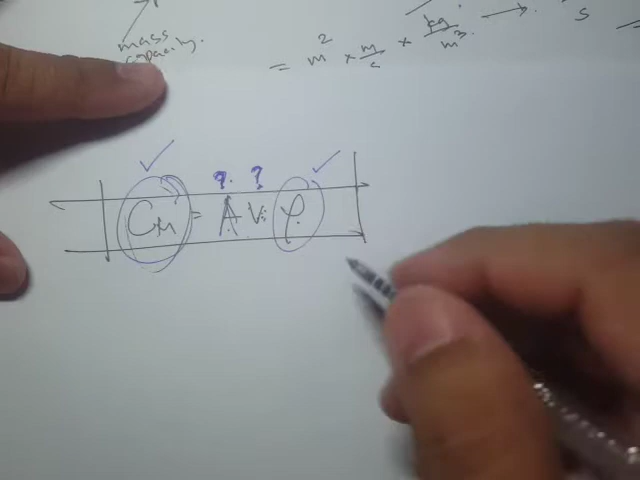 mass
capacity.
= m² × m/s × kg/m³ → s
? ?
CM = A V. ρ